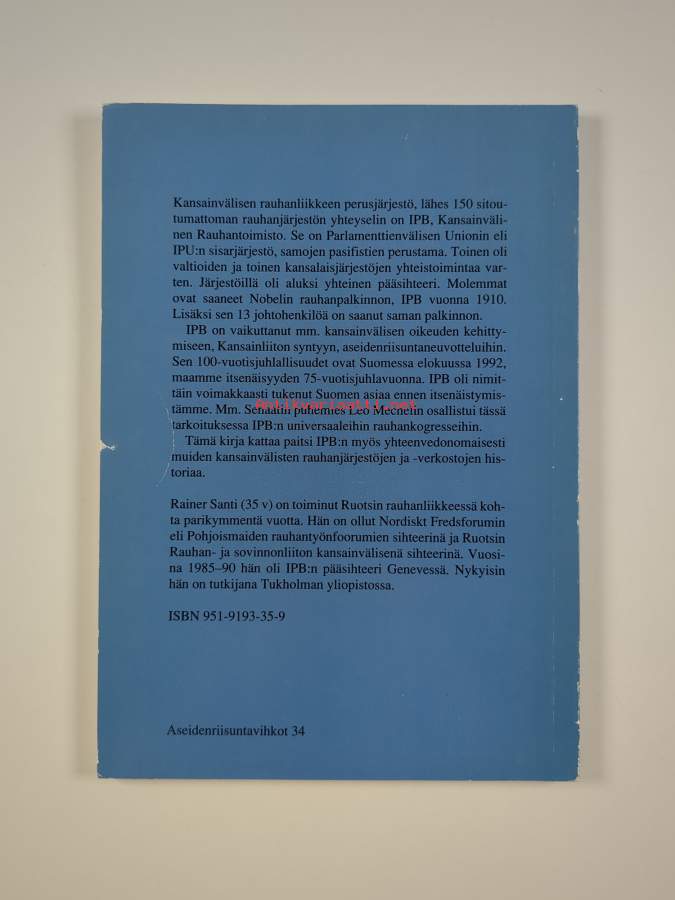 Kansainvälisen rauhanliikkeen perusjärjestö, lähes 150 sitou-
tumattoman rauhanjärjestön yhteyselin on IPB, Kansainväli-
nen Rauhantoimisto. Se on Parlamenttienvälisen Unionin eli
IPU:n sisarjärjestö, samojen pasifistien perustama. Toinen oli
valtioiden ja toinen kansalaisjärjestöjen yhteistoimintaa var-
ten. Järjestöillä oli aluksi yhteinen pääsihteeri. Molemmat
ovat saaneet Nobelin rauhanpalkinnon, IPB vuonna 1910.
Lisäksi sen 13 johtohenkilöä on saanut saman palkinnon.
IPB on vaikuttanut mm. kansainvälisen oikeuden kehitty-
miseen, Kansainliiton syntyyn, aseidenriisuntaneuvotteluihin.
Sen 100-vuotisjuhlallisuudet ovat Suomessa elokuussa 1992,
maamme itsenäisyyden 75-vuotisjuhlavuonna. IPB oli nimit-
täin voimakkaasti tukenut Suomen asiaa ennen itsenäistymis-
Antikvariaatti.net
tämme. Mm. Senaatin puhemies Leo Mechelin osallistui tässä
tarkoituksessa IPB:n universaaleihin rauhankogresseihin.
Tämä kirja kattaa paitsi IPB:n myös yhteenvedonomaisesti
muiden kansainvälisten rauhanjärjestöjen ja -verkostojen his-
toriaa.
Rainer Santi (35 v) on toiminut Ruotsin rauhanliikkeessä koh-
ta parikymmentä vuotta. Hän on ollut Nordiskt Fredsforumin
eli Pohjoismaiden rauhantyönfoorumien sihteerinä ja Ruotsin
Rauhan- ja sovinnonliiton kansainvälisenä sihteerinä. Vuosi-
na 1985–90 hän oli IPB:n pääsihteeri Genevessä. Nykyisin
hän on tutkijana Tukholman yliopistossa.
ISBN 951-9193-35-9
Aseidenriisuntavihkot 34